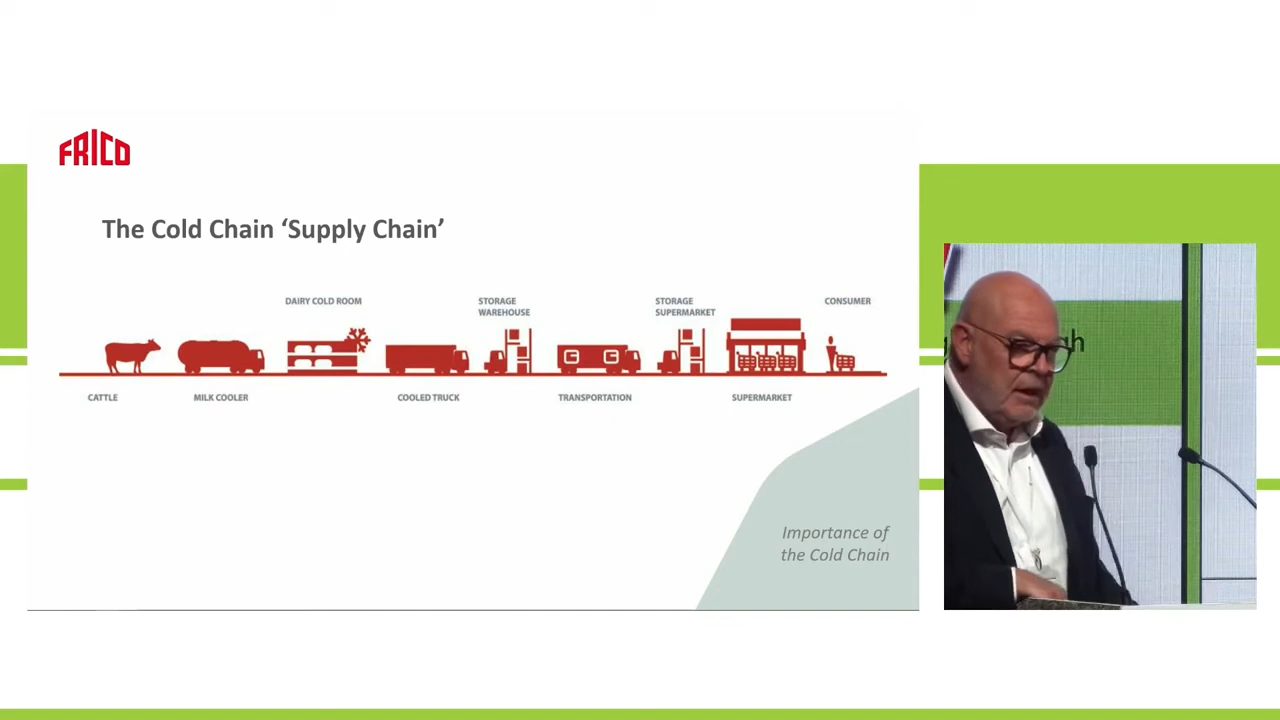 FRICO
The Cold Chain ‘Supply Chain’
DAIRY COLD ROOM
STORAGE
WAREHOUSE
STORAGE
SUPERMARKET
CONSUMER
CATTLE
MILK COOLER
COOLED TRUCK
TRANSPORTATION
SUPERMARKET
Importance of
the Cold Chain